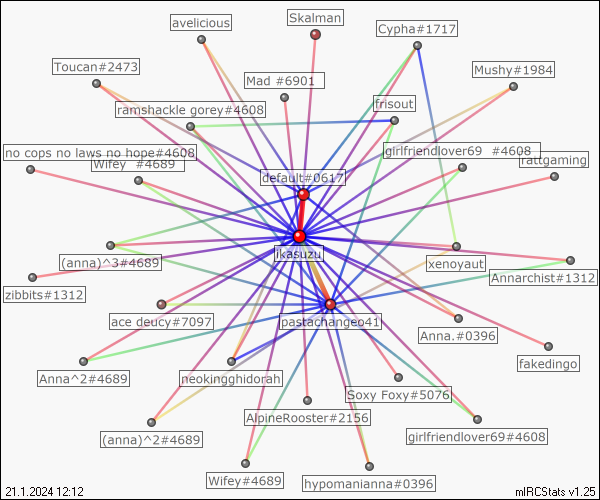 Skalman
avelicious
Cypha#1717
Toucan#2473
Mushy#1984
Mad #6901
frisout
ramshackle gorey#4608
no cops no laws no hope#4608
girlfriendlover69 #4608
rattgaming
Wifey #4689
default#0617
ikasuzu
(anna)^3#4689
xenoyaut
Annarchist#1312
zibbits#1312
ace deucy#7097
pastachangeo41
Anna.#0396
fakedingo
Anna^2#4689
neokingghidorah
Soxy Foxy#5076
AlpineRooster#2156
(anna)^2#4689
girlfriendlover69#4608
Wifey#4689
hypomanianna#0396
21.1.2024 12:12
mIRCStats v1.25